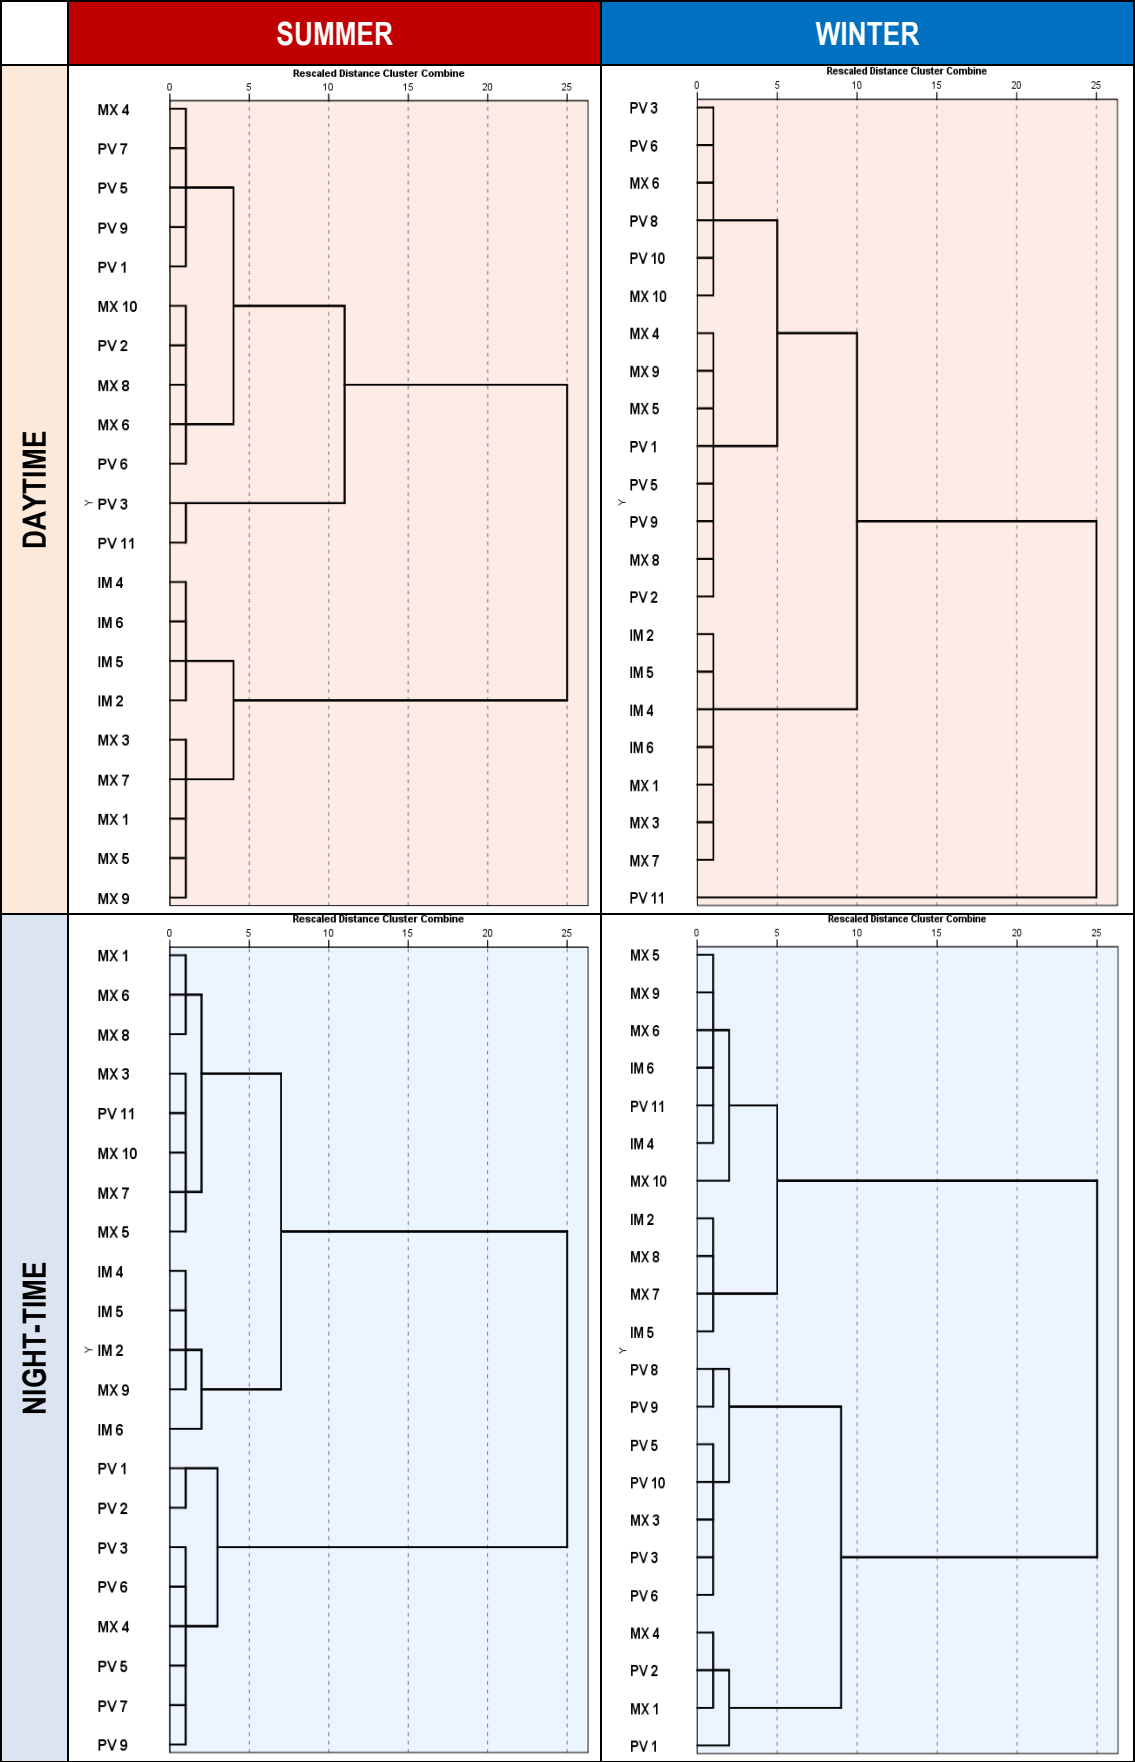 SUMMER
WINTER
DAYTIME
Rescaled Distance Cluster Combine
0 5 10 15 20 25
MX 4
PV 7
PV 5
PV 9
PV 1
MX 10
PV 2
MX 8
MX 6
PV 6
Y PV 3
PV 11
IM 4
IM 6
IM 5
IM 2
MX 3
MX 7
MX 1
MX 5
MX 9
Rescaled Distance Cluster Combine
0 5 10 15 20 25
PV 3
PV 6
MX 6
PV 8
PV 10
MX 10
MX 4
MX 9
MX 5
PV 1
PV 5
Y
PV 9
MX 8
PV 2
IM 2
IM 5
IM 4
IM 6
MX 1
MX 3
MX 7
PV 11
NIGHT-TIME
Rescaled Distance Cluster Combine
0 5 10 15 20 25
MX 1
MX 6
MX 8
MX 3
PV 11
MX 10
MX 7
MX 5
IM 4
IM 5
Y IM 2
MX 9
IM 6
PV 1
PV 2
PV 3
PV 6
MX 4
PV 5
PV 7
PV 9
Rescaled Distance Cluster Combine
0 5 10 15 20 25
MX 5
MX 9
MX 6
IM 6
PV 11
IM 4
MX 10
IM 2
MX 8
MX 7
IM 5
Y
PV 8
PV 9
PV 5
PV 10
MX 3
PV 3
PV 6
MX 4
PV 2
MX 1
PV 1